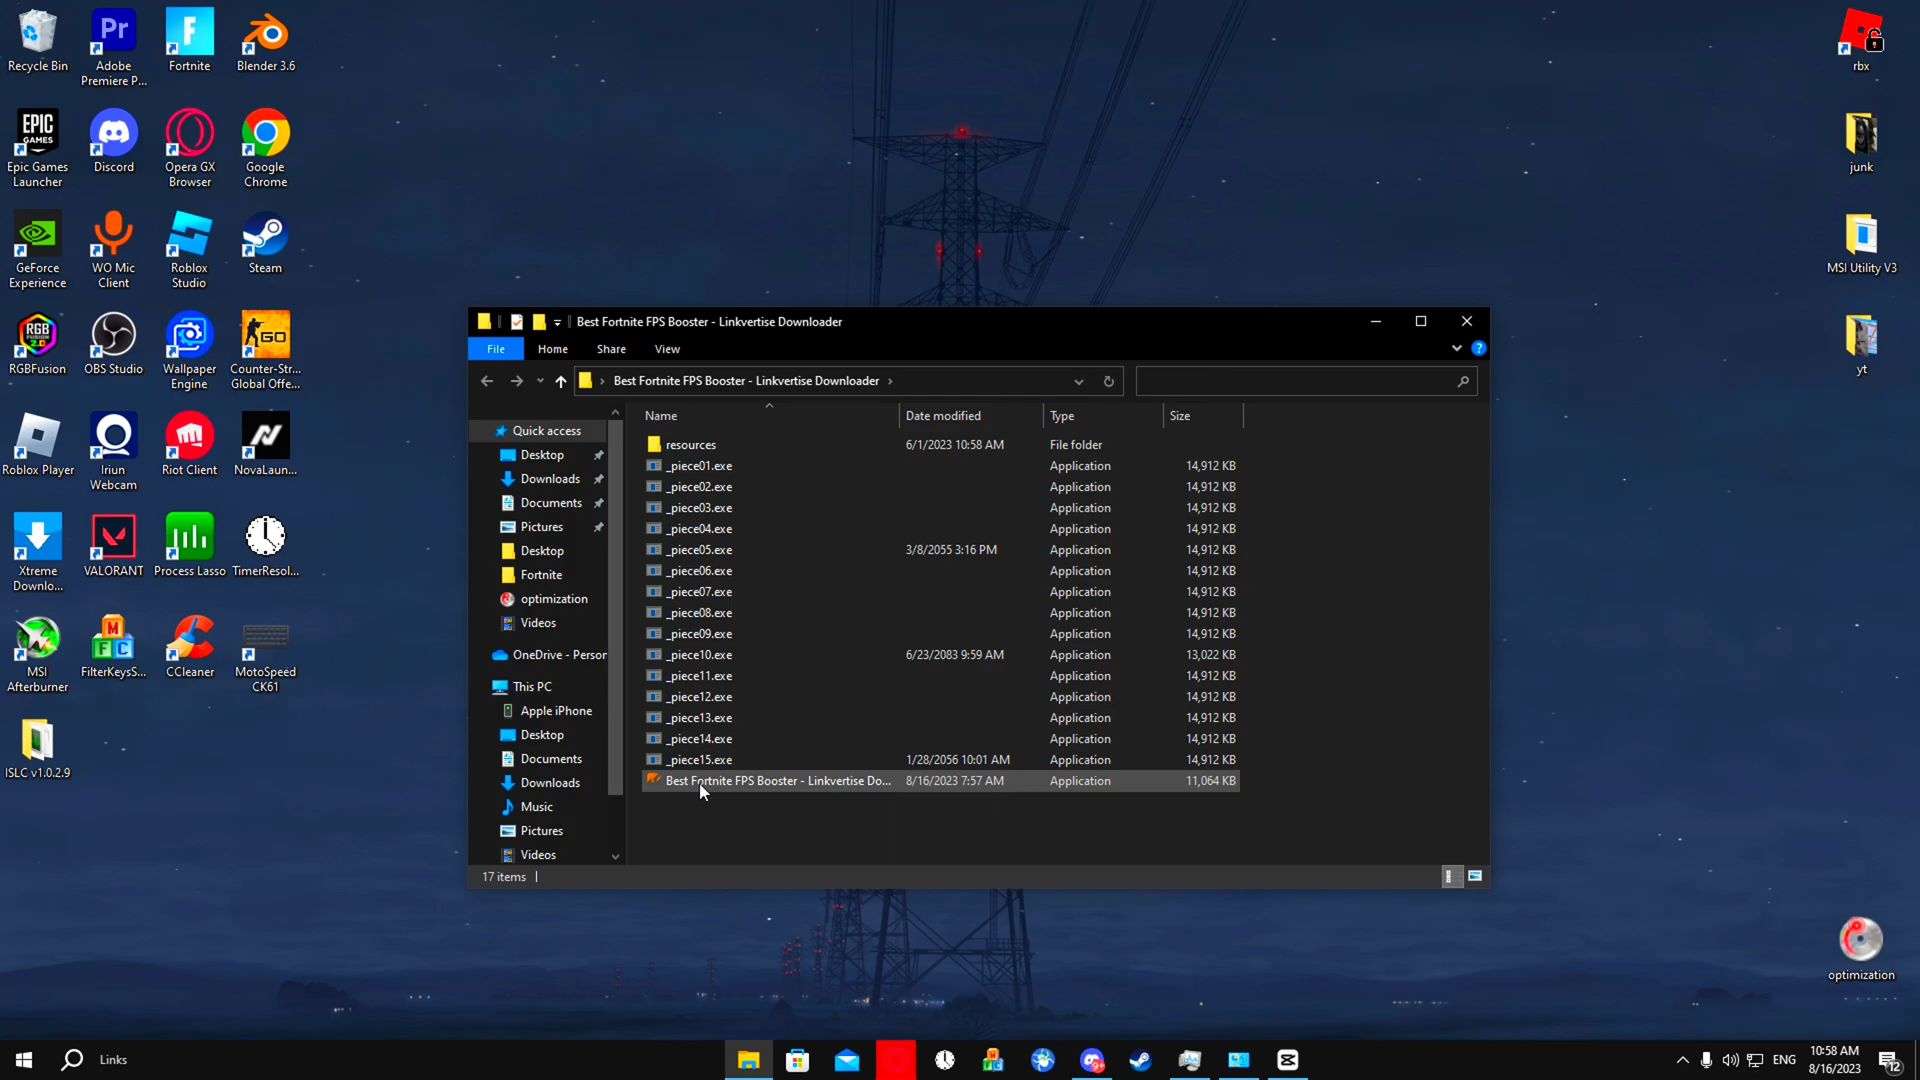 Recycle Bin
Adobe
Premiere P...
Fortnite
Blender 3.6
Epic Games
Launcher
Discord
Opera GX
Browser
Google
Chrome
GeForce
Experience
WO Mic
Client
Roblox
Studio
Steam
RGBFusion
OBS Studio
Wallpaper
Engine
Counter-Str...
Global Offe...
Roblox Player
Iriun
Webcam
Riot Client
NovaLaun...
Xtreme
Downlo...
VALORANT
Process Lasso
TimerResol...
MSI
Afterburner
FilterKeysS...
CCleaner
MotoSpeed
CK61
ISLC v1.0.2.9
rbx
junk
MSI Utility V3
yt
optimization
Best Fortnite FPS Booster - Linkvertise Downloader
File Home Share View
Best Fortnite FPS Booster - Linkvertise Downloader
Quick access
Desktop
Downloads
Documents
Pictures
Desktop
Fortnite
optimization
Videos
OneDrive - Person
This PC
Apple iPhone
Desktop
Documents
Downloads
Music
Pictures
Videos
Name Date modified Type Size
resources 6/1/2023 10:58 AM File folder
_piece01.exe Application 14,912 KB
_piece02.exe Application 14,912 KB
_piece03.exe Application 14,912 KB
_piece04.exe Application 14,912 KB
_piece05.exe 3/8/2055 3:16 PM Application 14,912 KB
_piece06.exe Application 14,912 KB
_piece07.exe Application 14,912 KB
_piece08.exe Application 14,912 KB
_piece09.exe Application 14,912 KB
_piece10.exe 6/23/2083 9:59 AM Application 13,022 KB
_piece11.exe Application 14,912 KB
_piece12.exe Application 14,912 KB
_piece13.exe Application 14,912 KB
_piece14.exe Application 14,912 KB
_piece15.exe 1/28/2056 10:01 AM Application 14,912 KB
Best Fortnite FPS Booster - Linkvertise Do... 8/16/2023 7:57 AM Application 11,064 KB
17 items
Links
ENG
10:58 AM
8/16/2023
12